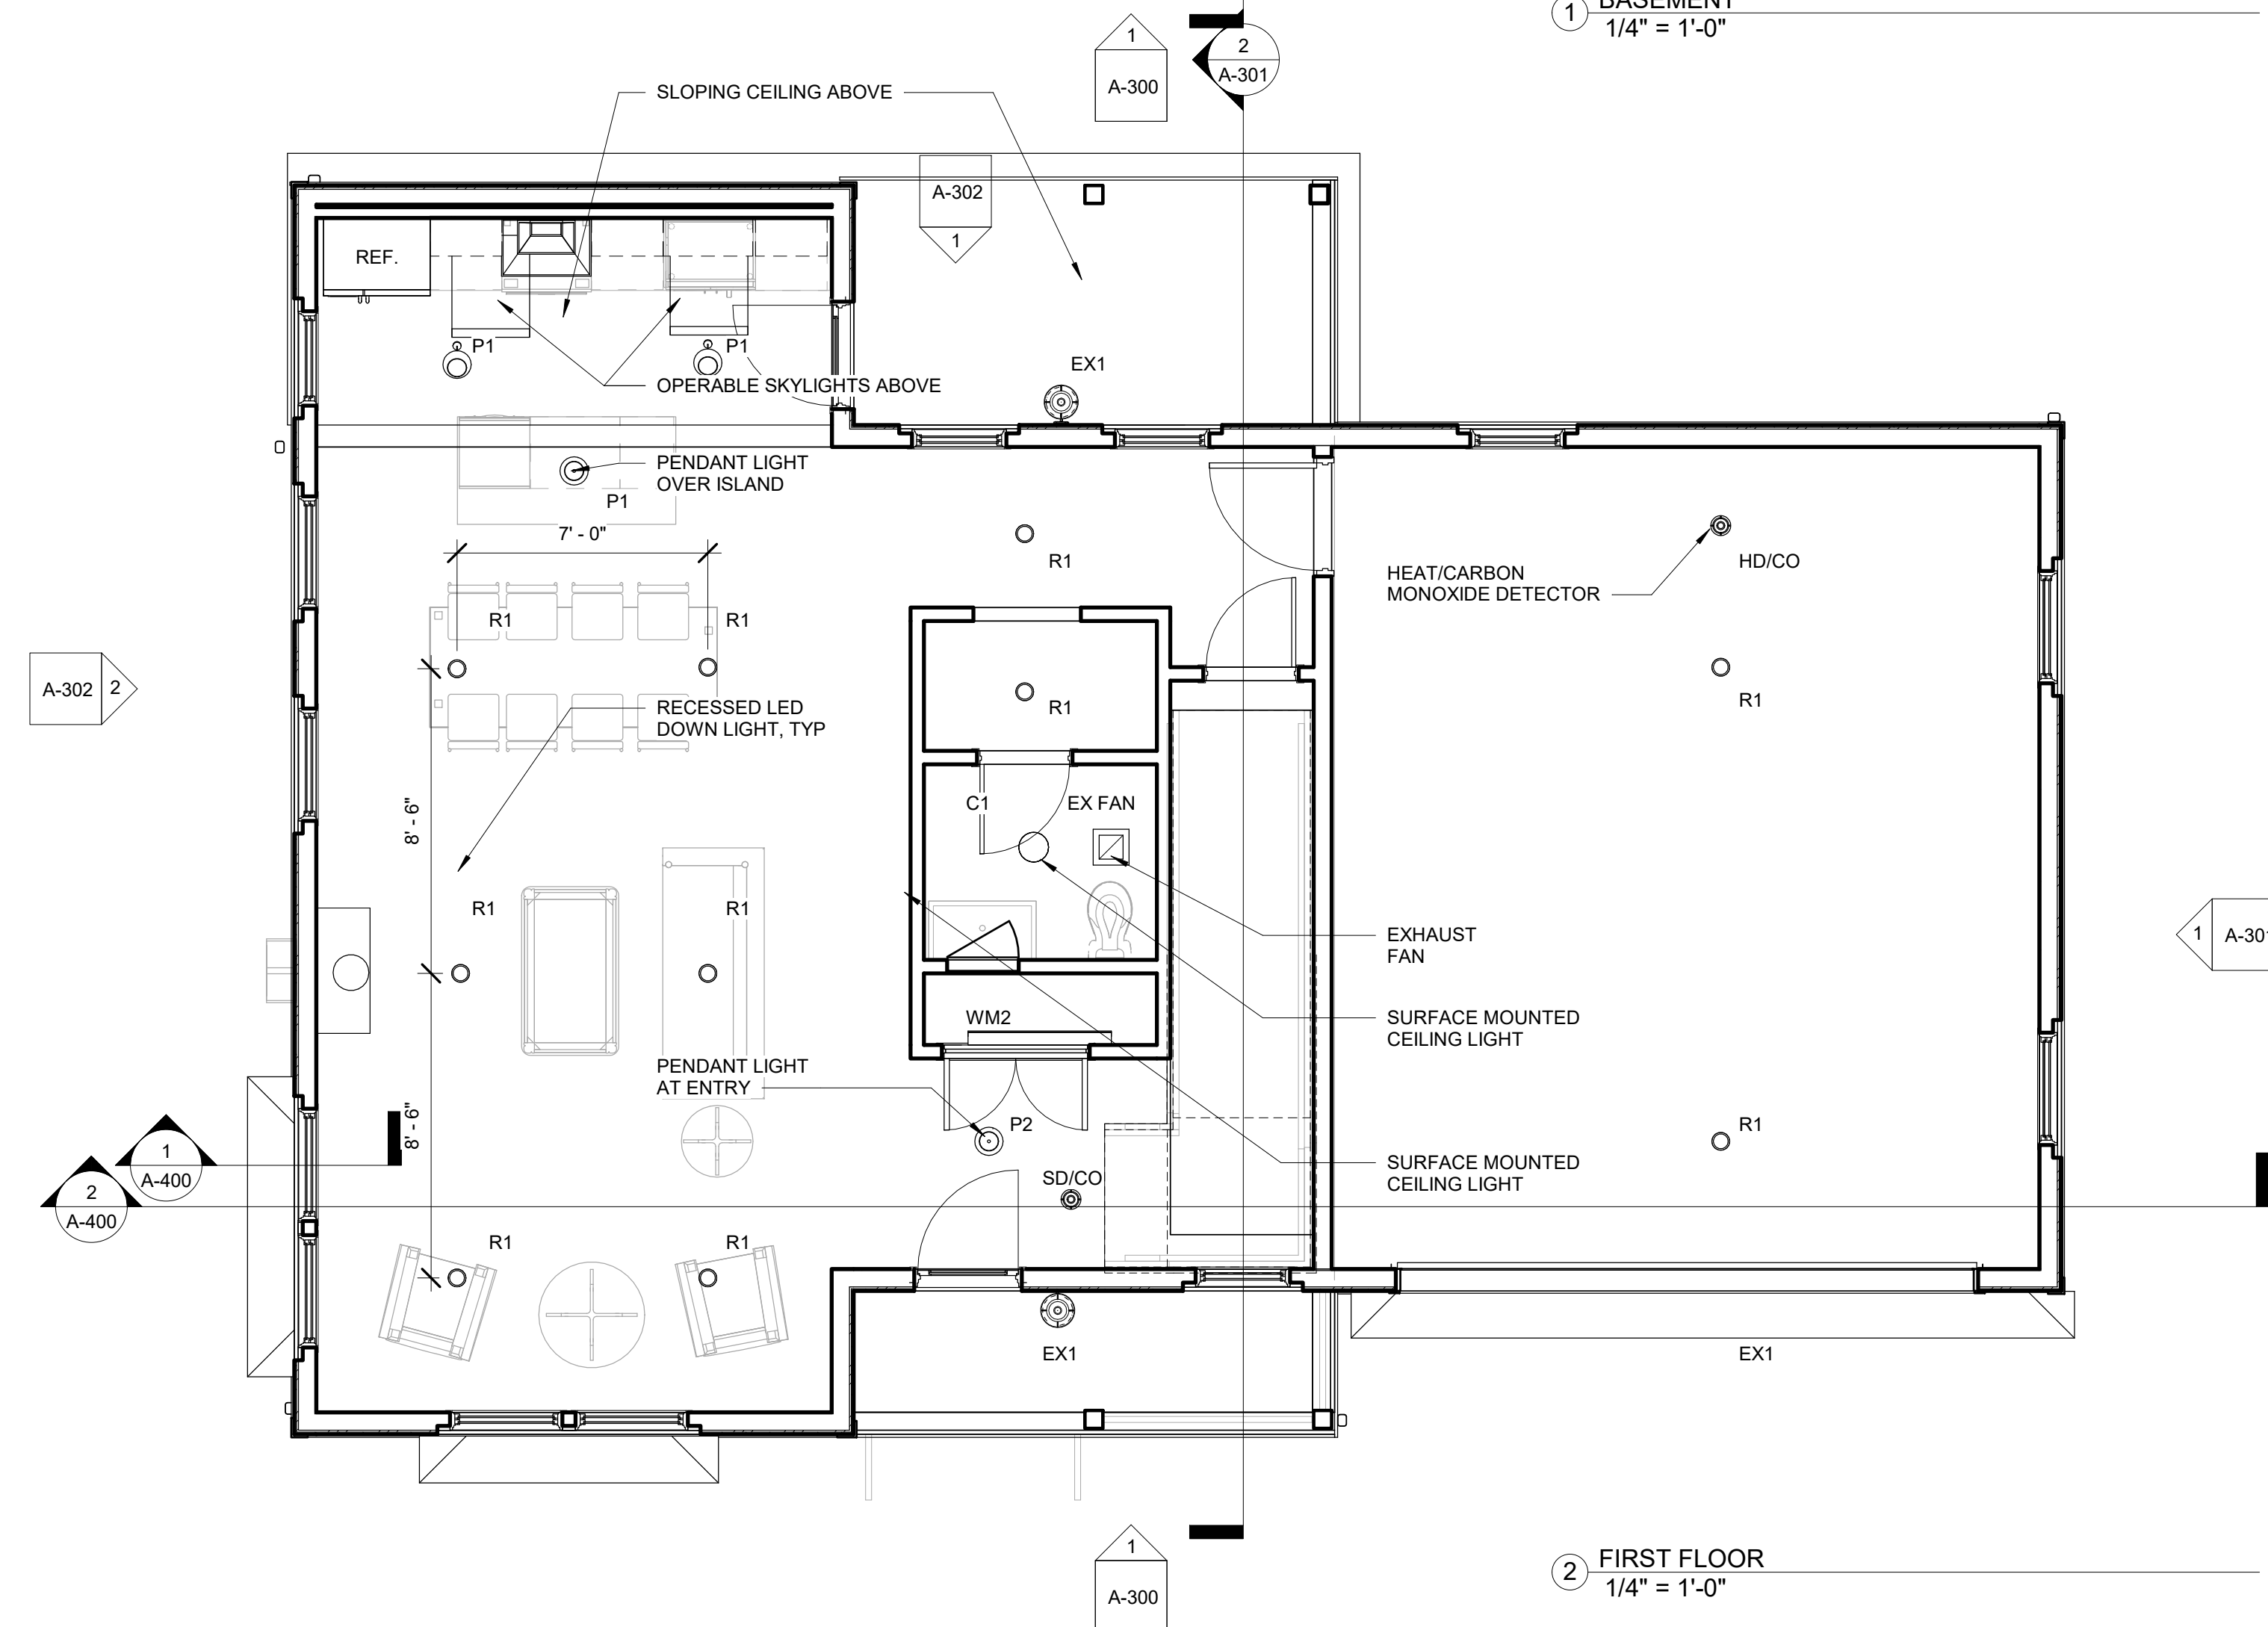 BASEMENT
1
1/4" = 1'-0"
1
A-300
2
A-301
SLOPING CEILING ABOVE
A-302
1
REF.
P1
P1
OPERABLE SKYLIGHTS ABOVE
EX1
PENDANT LIGHT
OVER ISLAND
P1
7' - 0"
R1
HD/CO
HEAT/CARBON
MONOXIDE DETECTOR
R1
R1
A-302
2
R1
R1
RECESSED LED
DOWN LIGHT, TYP
8' - 6"
C1
EX FAN
R1
R1
EXHAUST
FAN
1
A-301
WM2
SURFACE MOUNTED
CEILING LIGHT
PENDANT LIGHT
AT ENTRY
8' - 6"
P2
R1
1
A-400
SURFACE MOUNTED
CEILING LIGHT
SD/CO
2
A-400
R1
R1
EX1
EX1
1
A-300
2
FIRST FLOOR
1/4" = 1'-0"